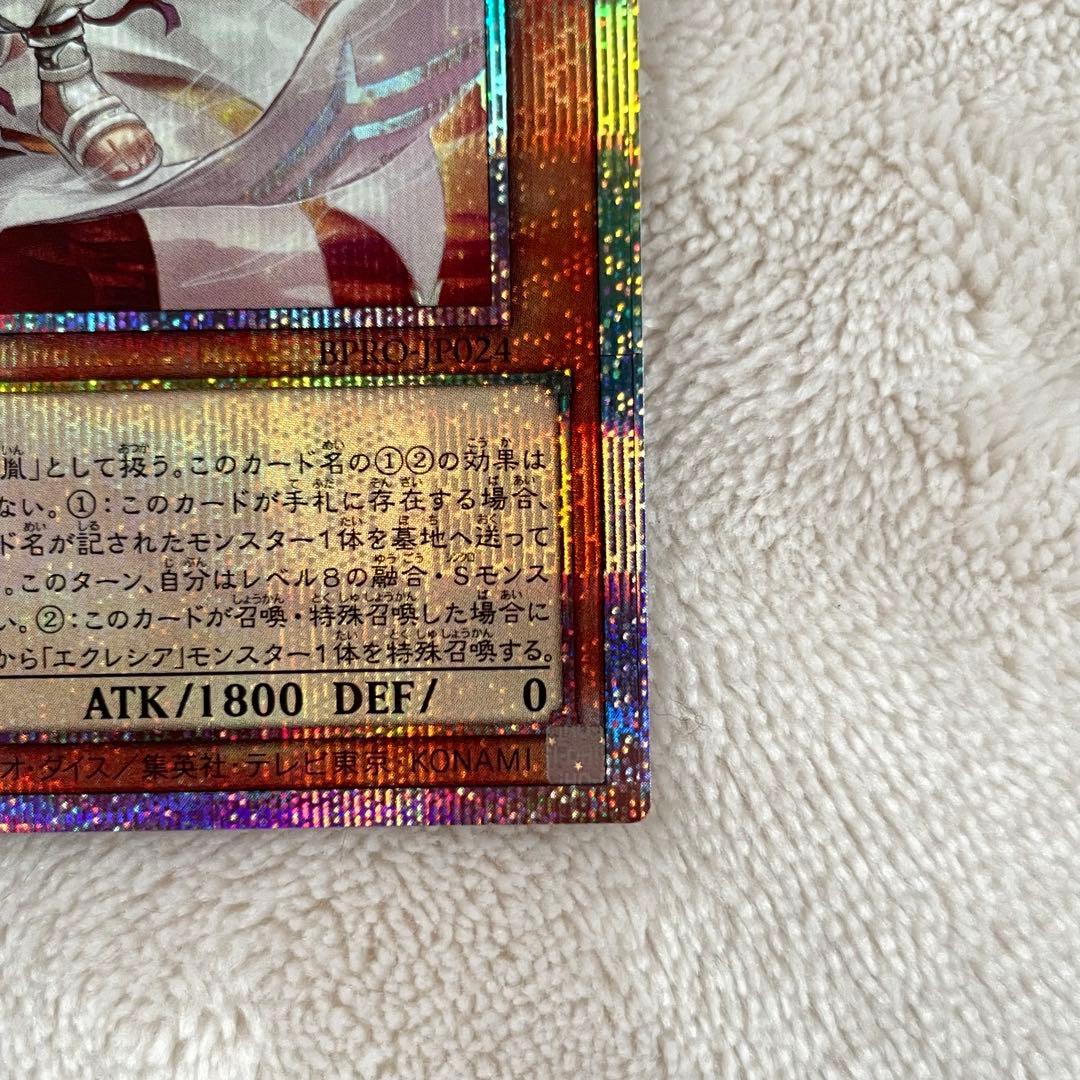 BPRO-JP024
胤」として扱う。このカード名の①②の効果は
ない。①:このカードが手札に存在する場合、
ド名が記されたモンスター1体を墓地へ送って
。このターン、自分はレベル8の融合・Sモンス
い。②:このカードが召喚・特殊召喚した場合に
から「エクレシア」モンスター1体を特殊召喚する。
ATK/1800 DEF/ 0
オ・ダイス/集英社・テレビ東京・KONAMI